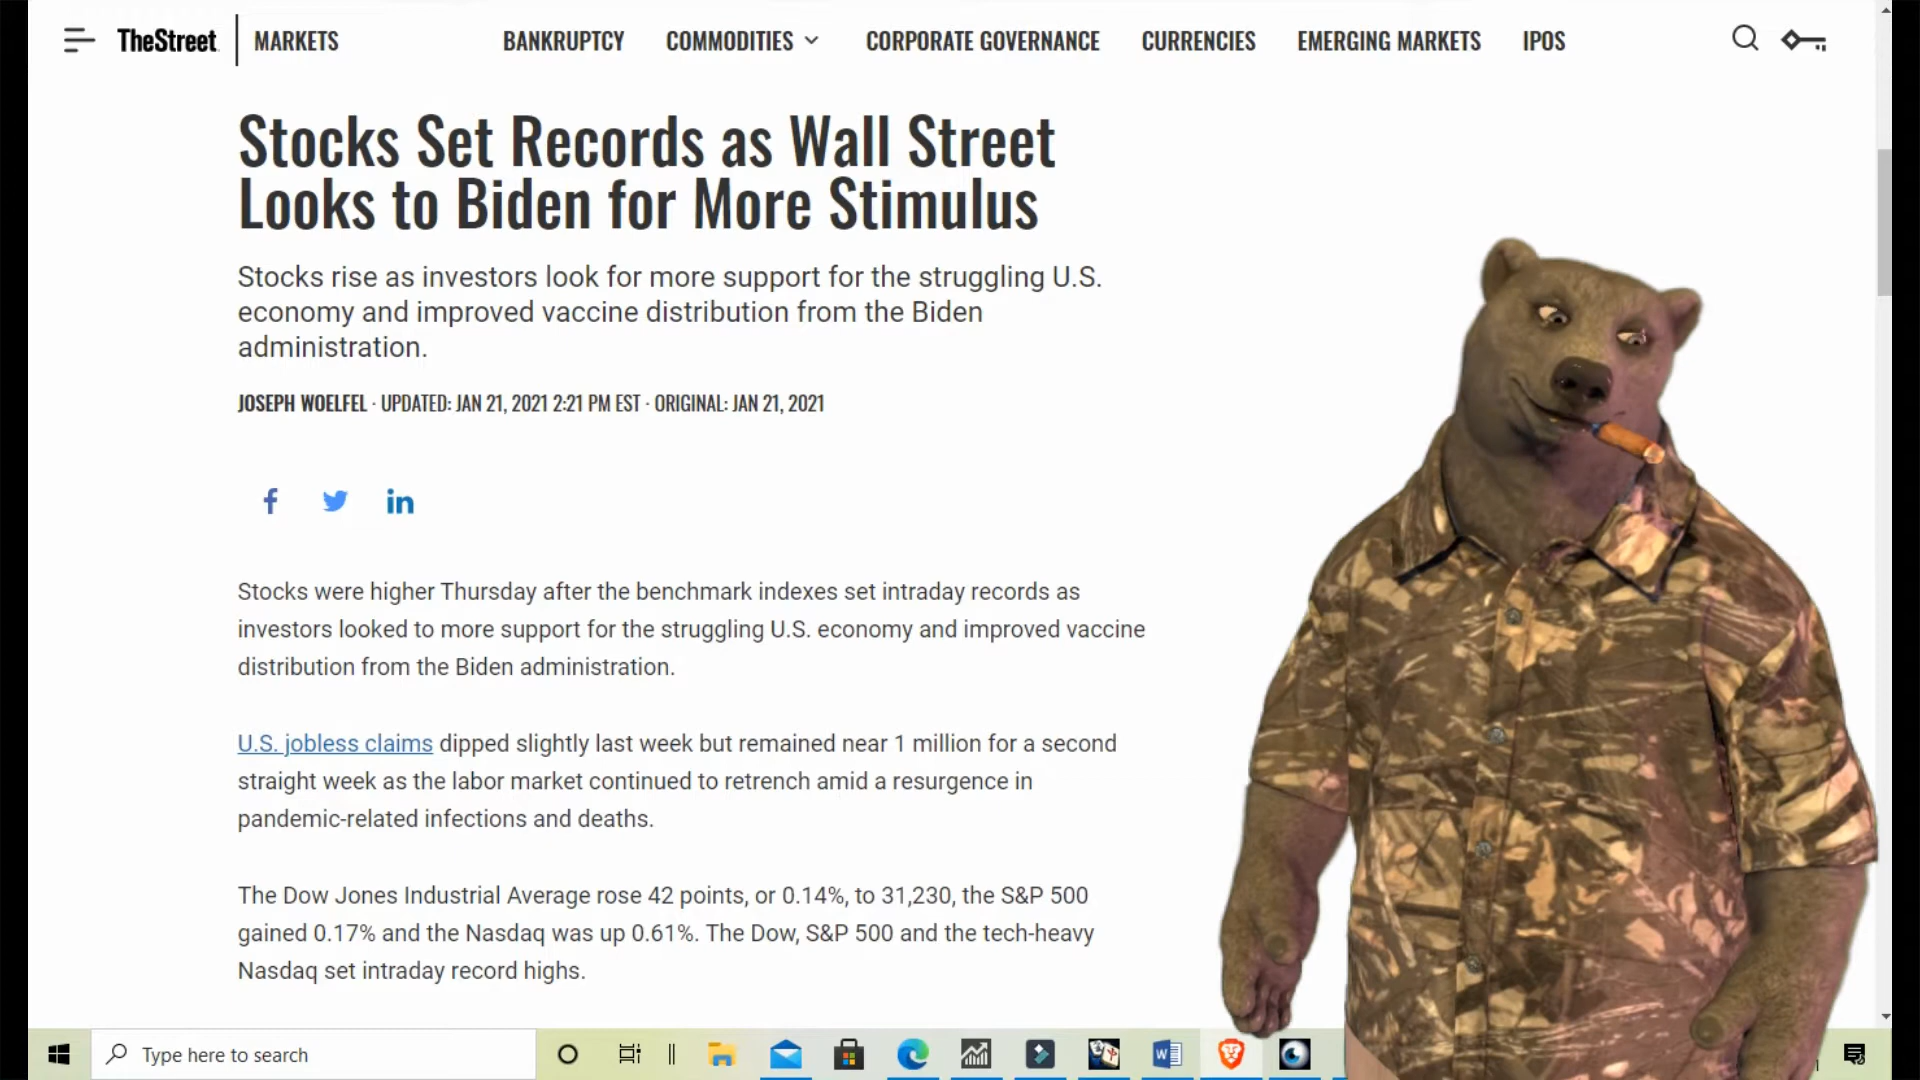 TheStreet MARKETS BANKRUPTCY COMMODITIES CORPORATE GOVERNANCE CURRENCIES EMERGING MARKETS IPOS
Stocks Set Records as Wall Street
Looks to Biden for More Stimulus
Stocks rise as investors look for more support for the struggling U.S.
economy and improved vaccine distribution from the Biden
administration.
JOSEPH WOELFEL · UPDATED: JAN 21, 2021 2:21 PM EST · ORIGINAL: JAN 21, 2021
Stocks were higher Thursday after the benchmark indexes set intraday records as
investors looked to more support for the struggling U.S. economy and improved vaccine
distribution from the Biden administration.
U.S. jobless claims dipped slightly last week but remained near 1 million for a second
straight week as the labor market continued to retrench amid a resurgence in
pandemic-related infections and deaths.
The Dow Jones Industrial Average rose 42 points, or 0.14%, to 31,230, the S&P 500
gained 0.17% and the Nasdaq was up 0.61%. The Dow, S&P 500 and the tech-heavy
Nasdaq set intraday record highs.
Type here to search